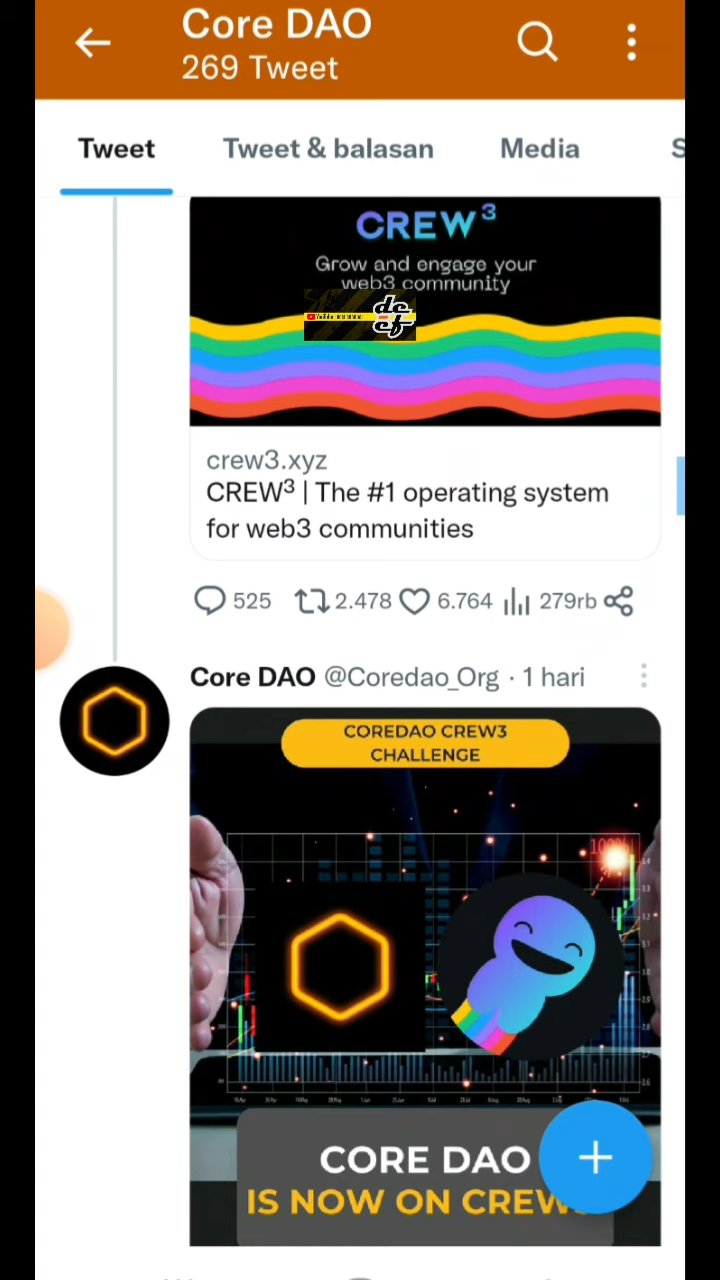 Core DAO
269 Tweet
Tweet
Tweet & balasan
Media
S
CREW³
Grow and engage your
web3 community
YouTube
crew3.xyz
CREW³ | The #1 operating system
for web3 communities
525
2.478
6.764
279rb
Core DAO @Coredao_Org · 1 hari
COREDAO CREW3
CHALLENGE
100%
CORE DAO
IS NOW ON CREW